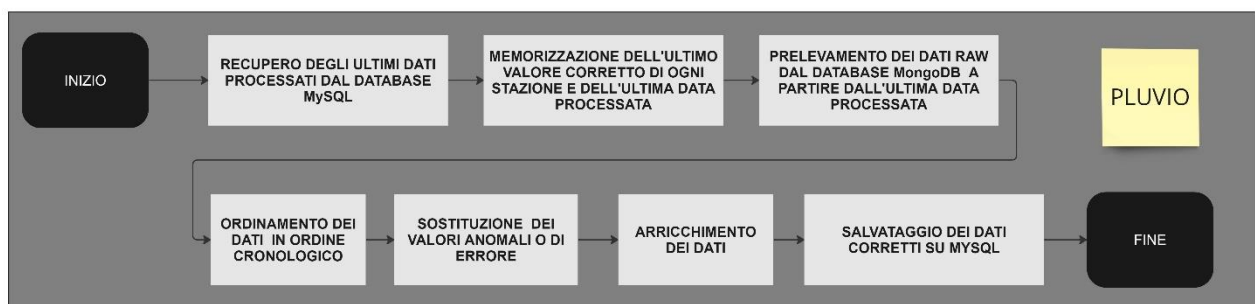 INIZIO
RECUPERO DEGLI ULTIMI DATI
PROCESSATI DAL DATABASE
MySQL
MEMORIZZAZIONE DELL'ULTIMO
VALORE CORRETTO DI OGNI
STAZIONE E DELL'ULTIMA DATA
PROCESSATA
PRELEVAMENTO DEI DATI RAW
DAL DATABASE MongoDB A
PARTIRE DALL'ULTIMA DATA
PROCESSATA
PLUVIO
ORDINAMENTO DEI
DATI IN ORDINE
CRONOLOGICO
SOSTITUZIONE DEI
VALORI ANOMALI O DI
ERRORE
ARRICCHIMENTO
DEI DATI
SALVATAGGIO DEI DATI
CORRETTI SU MYSQL
FINE